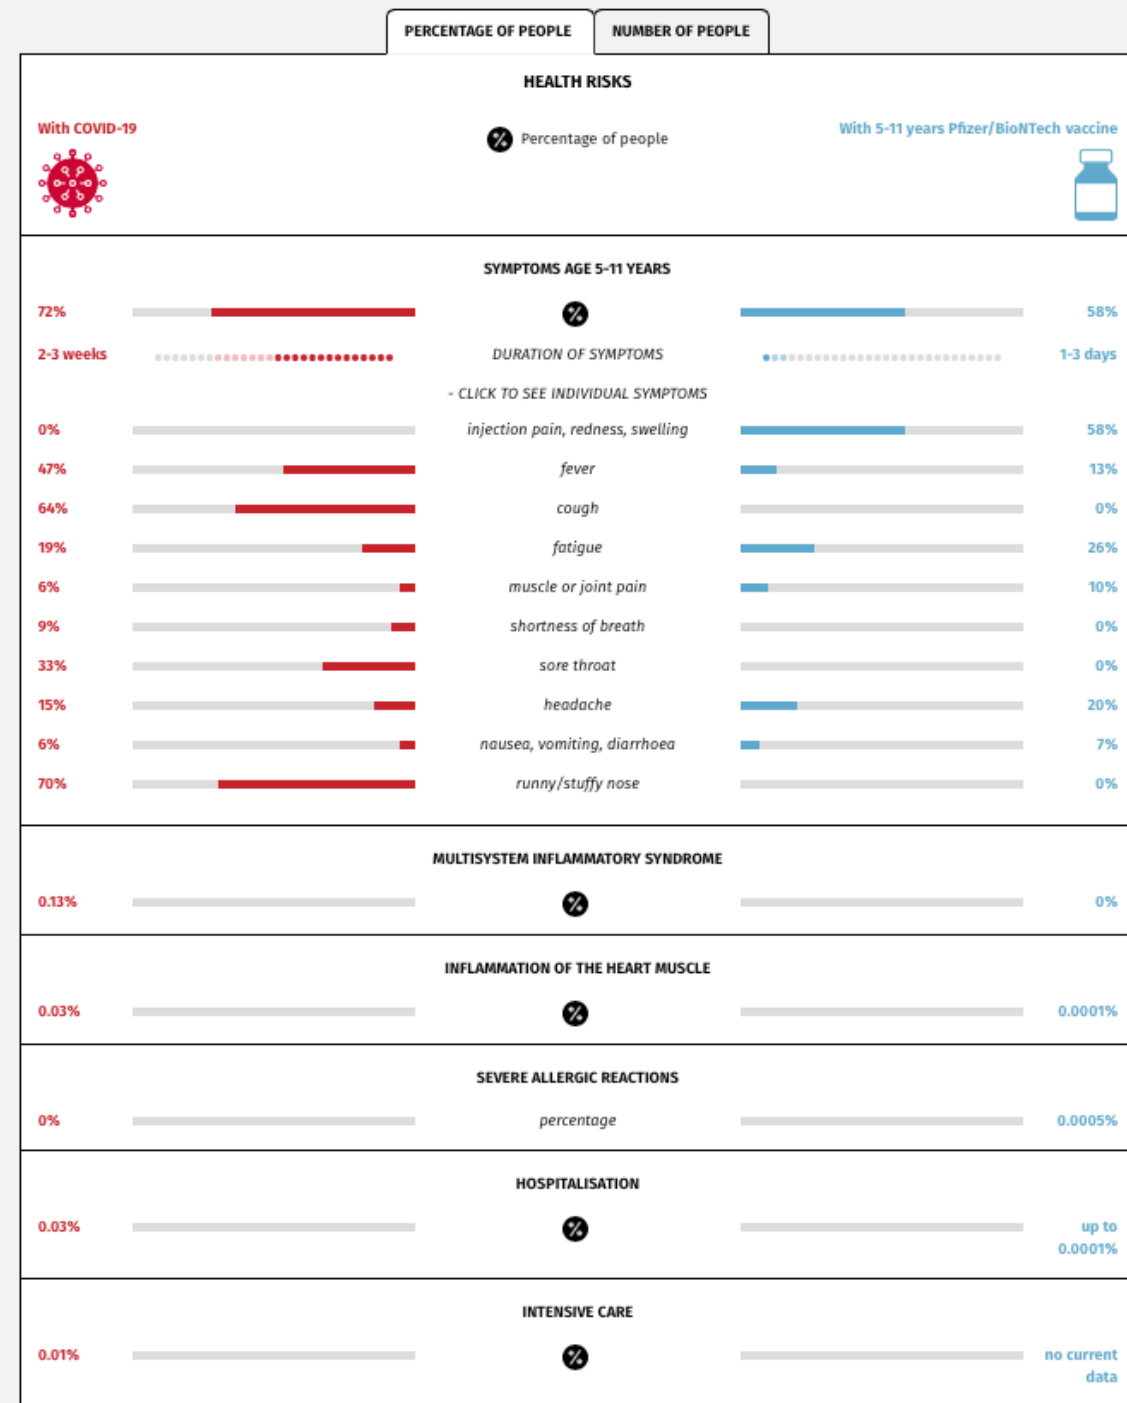 PERCENTAGE OF PEOPLE NUMBER OF PEOPLE
HEALTH RISKS
With COVID-19
Percentage of people
With 5-11 years Pfizer/BioNTech vaccine
SYMPTOMS AGE 5-11 YEARS
72% % 58%
2-3 weeks DURATION OF SYMPTOMS 1-3 days
- CLICK TO SEE INDIVIDUAL SYMPTOMS
0% injection pain, redness, swelling 58%
47% fever 13%
64% cough 0%
19% fatigue 26%
6% muscle or joint pain 10%
9% shortness of breath 0%
33% sore throat 0%
15% headache 20%
6% nausea, vomiting, diarrhoea 7%
70% runny/stuffy nose 0%
MULTISYSTEM INFLAMMATORY SYNDROME
0.13% % 0%
INFLAMMATION OF THE HEART MUSCLE
0.03% % 0.0001%
SEVERE ALLERGIC REACTIONS
0% percentage 0.0005%
HOSPITALISATION
0.03% % up to
0.0001%
INTENSIVE CARE
0.01% % no current
data